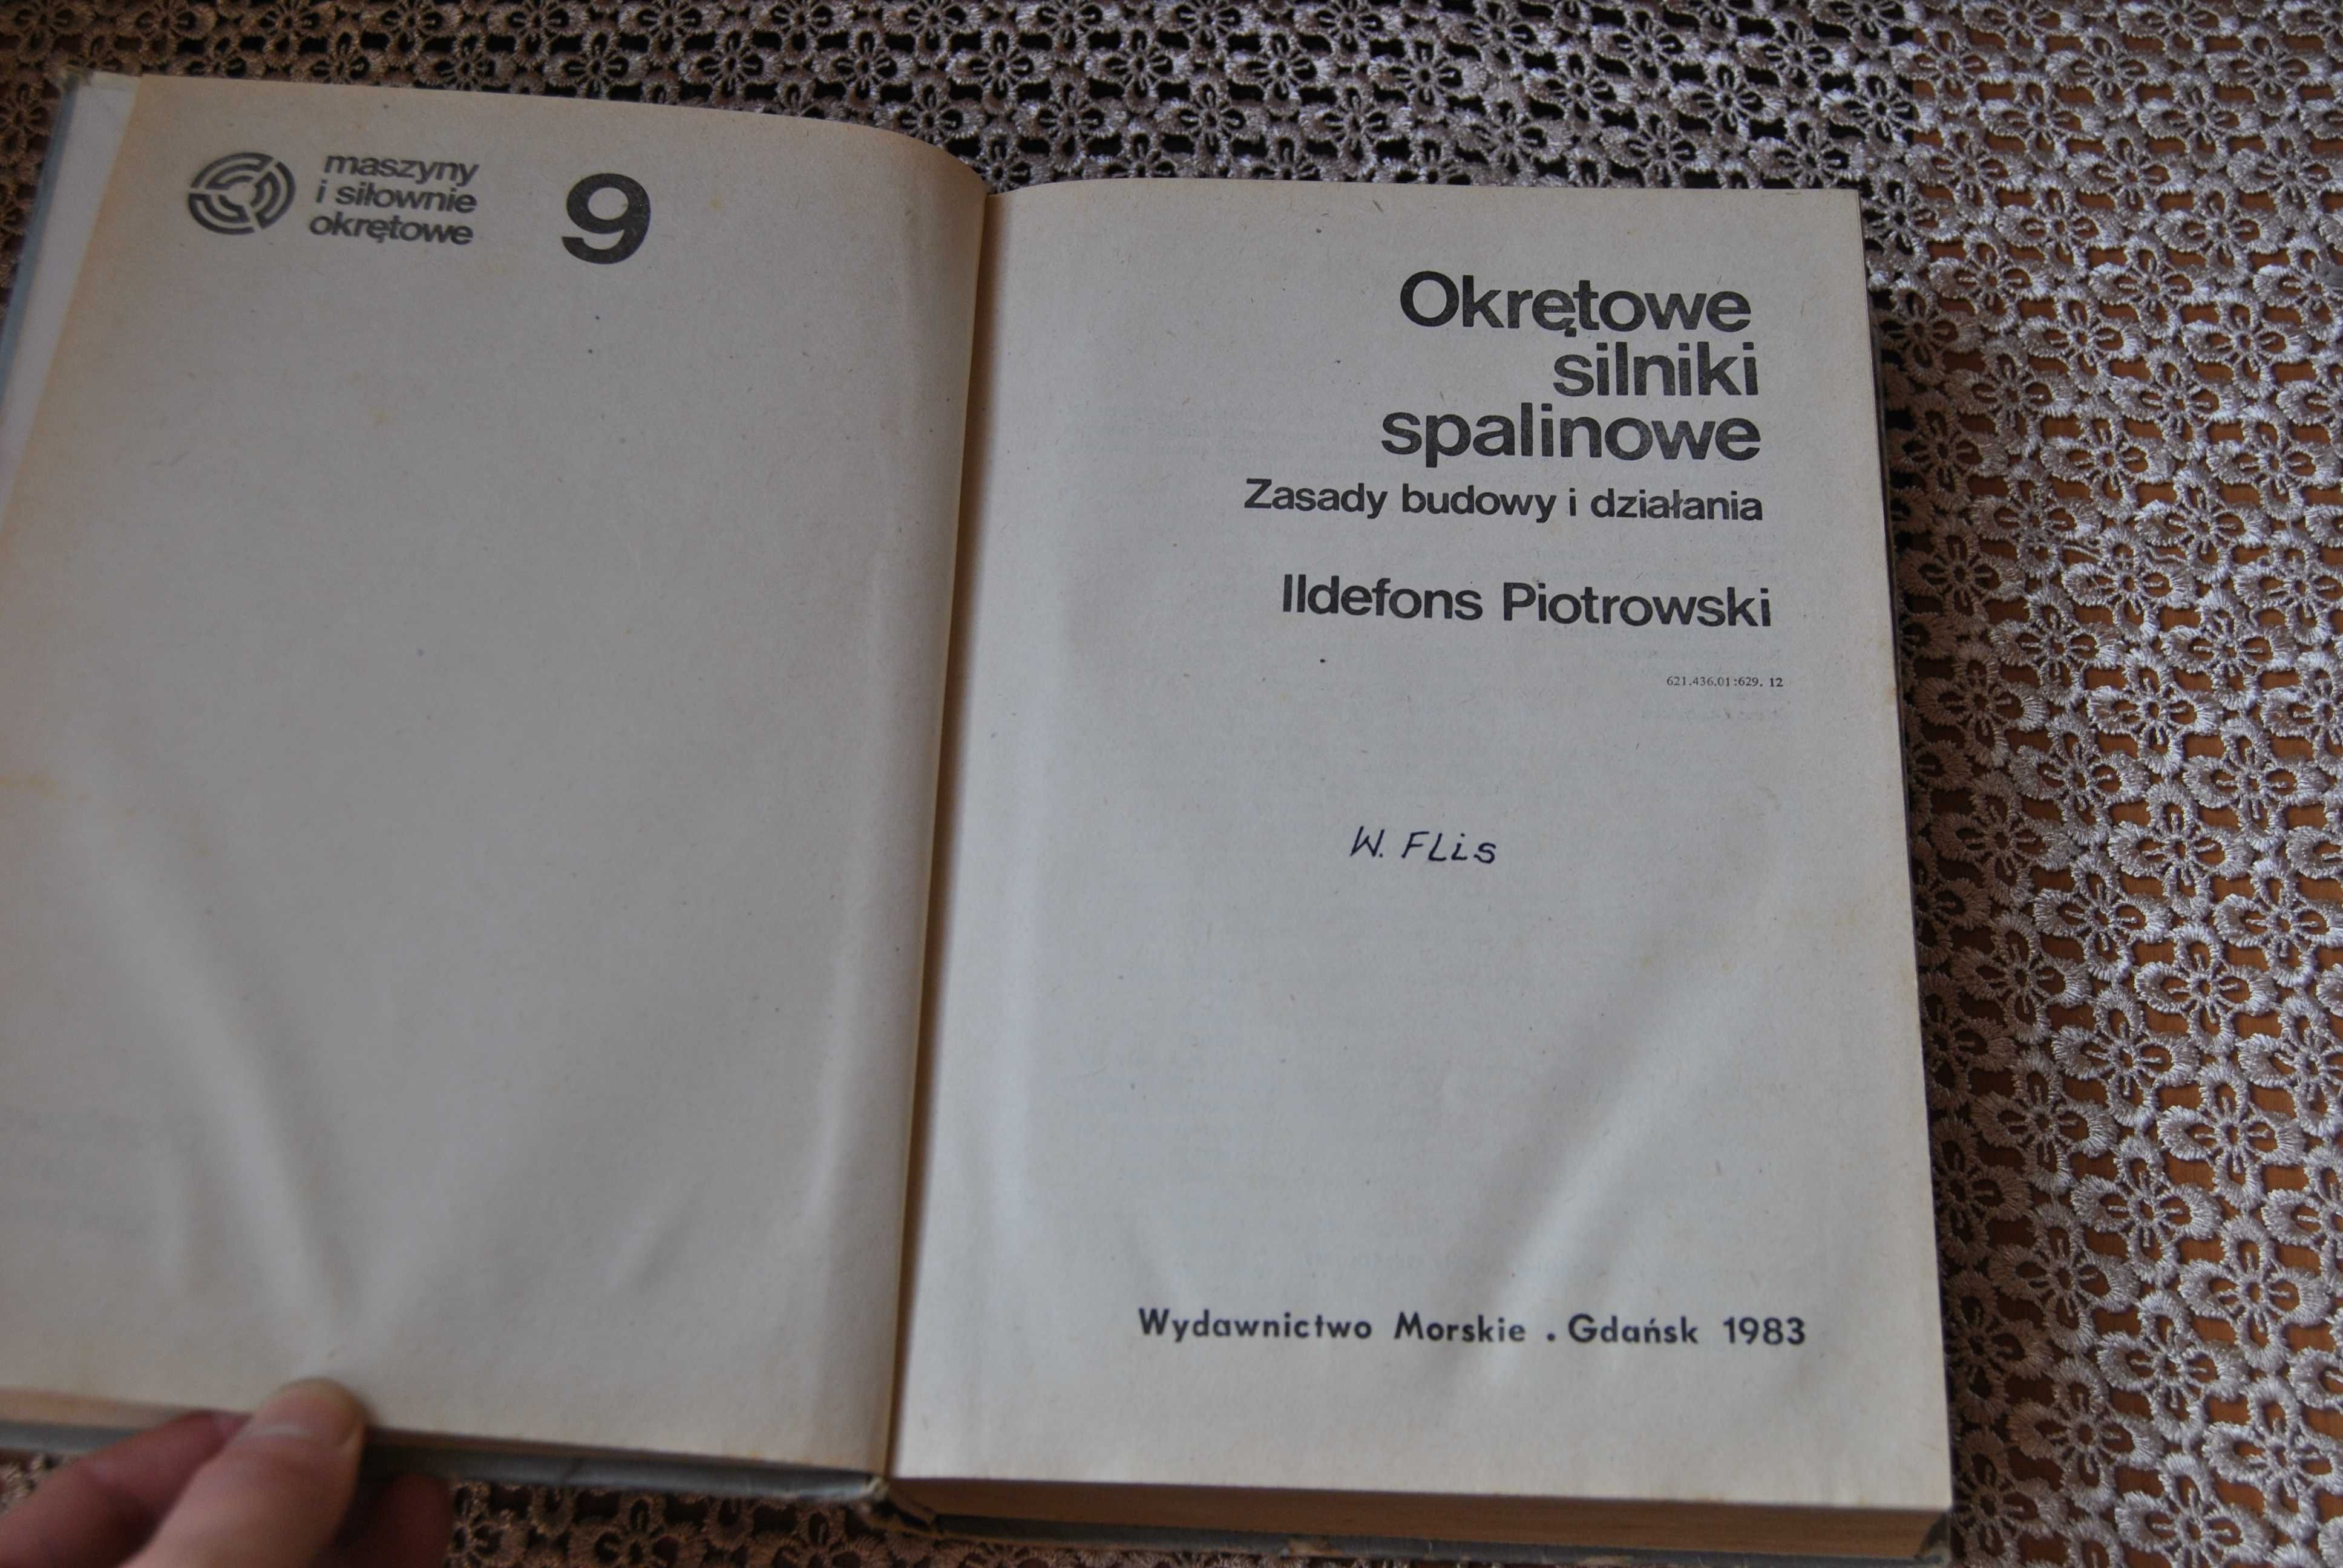 maszyny
i siłownie
okrętowe
9
Okrętowe
silniki
spalinowe
Zasady budowy i działania
Ildefons Piotrowski
621.436.01:629. 12
W. FLiS
Wydawnictwo Morskie . Gdańsk 1983